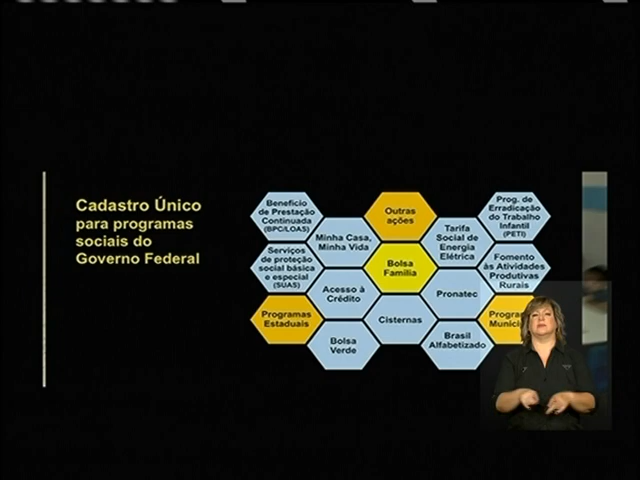 Cadastro Único
para programas
sociais do
Governo Federal
Benefício
de Prestação
Continuada
(BPC/LOAS)
Outras
ações
Prog. de
Erradicação
do Trabalho
Infantil
(PETI)
Minha Casa,
Minha Vida
Tarifa
Social de
Energia
Elétrica
Serviços
de proteção
social básica
e especial
(SUAS)
Bolsa
Família
Fomento
às Atividades
Produtivas
Rurais
Acesso à
Crédito
Pronatec
Programas
Estaduais
Cisternas
Bolsa
Verde
Brasil
Alfabetizado